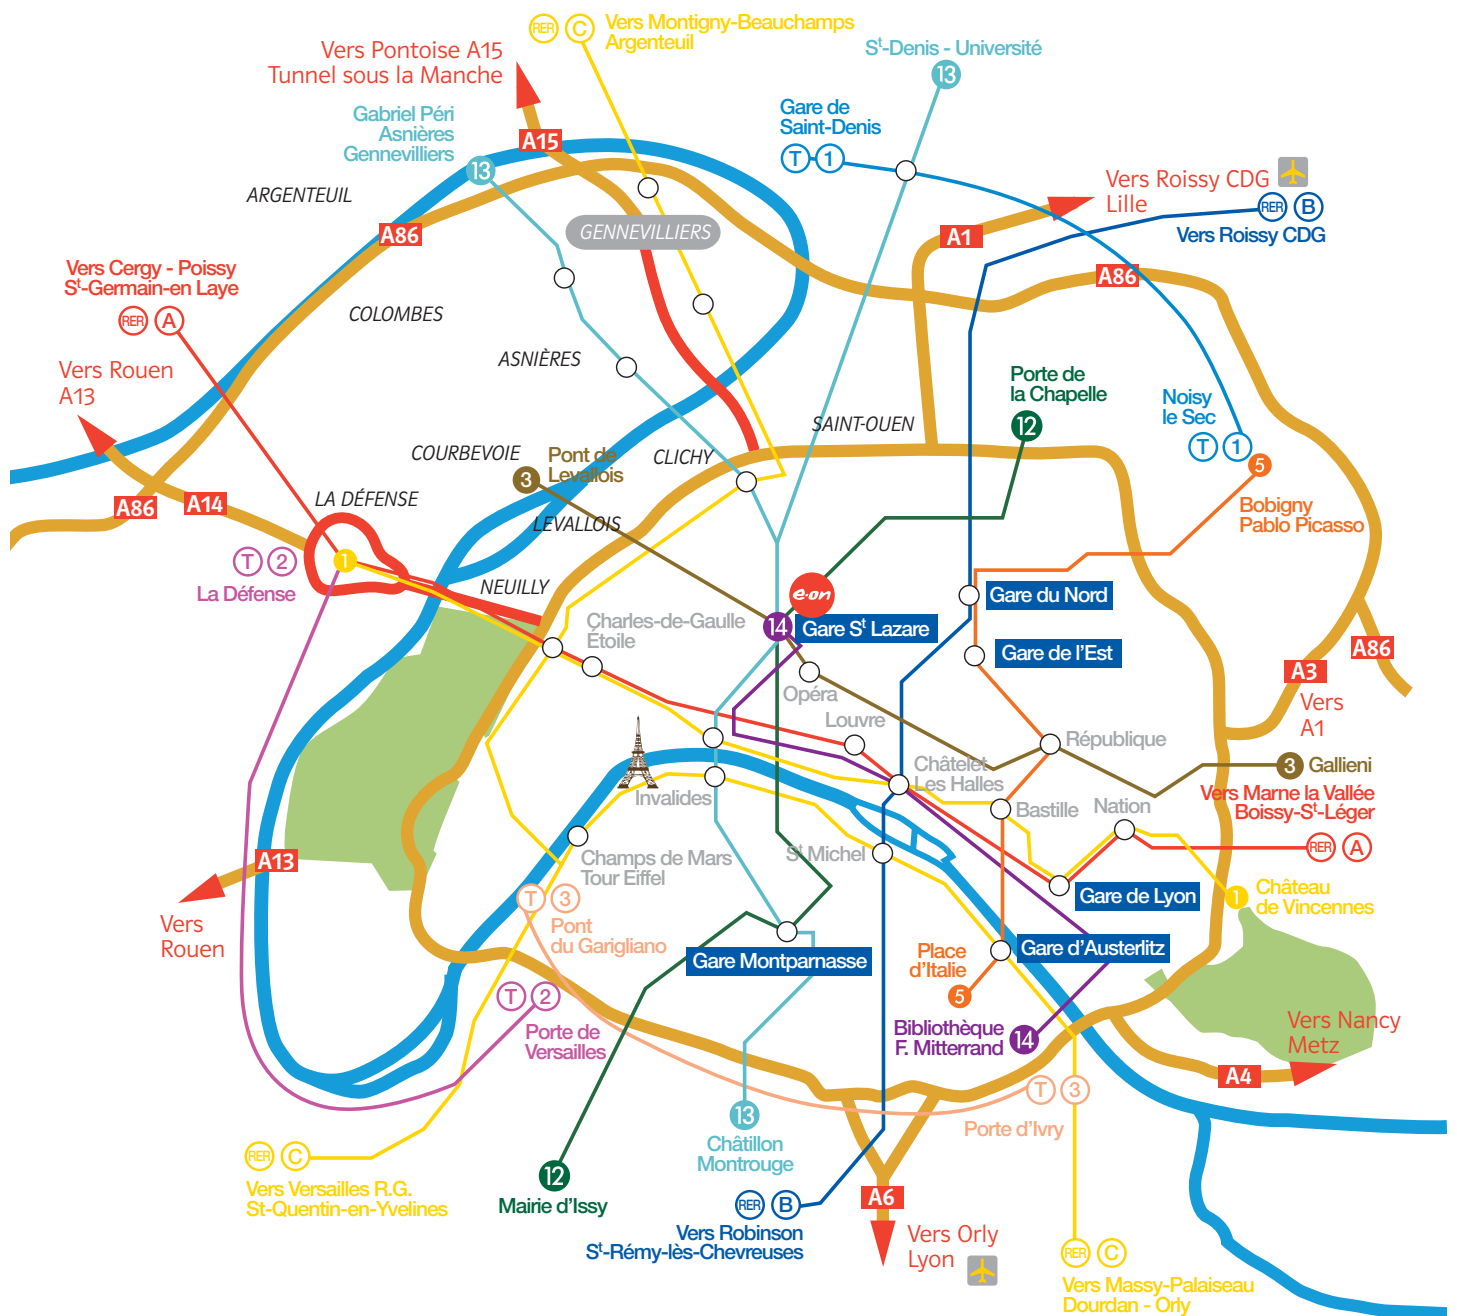 RER C Vers Montigny-Beauchamps
Argenteuil
Vers Pontoise A15
Tunnel sous la Manche
St-Denis - Université
13
Gabriel Péri
Asnières
Gennevilliers
13
A15
Gare de
Saint-Denis
T 1
Vers Roissy CDG
Lille
RER B
Vers Roissy CDG
ARGENTEUIL
GENNEVILLIERS
A86
A1
A86
Vers Cergy - Poissy
St-Germain-en Laye
RER A
COLOMBES
ASNIÈRES
Vers Rouen
A13
Porte de
la Chapelle
12
Noisy
le Sec
T 1
5
Bobigny
Pablo Picasso
SAINT-OUEN
COURBEVOIE
CLICHY
3
Pont de
Levallois
LEVALLOIS
A86
A14
LA DÉFENSE
1
T 2
La Défense
NEUILLY
e·on
14
Gare St Lazare
Gare du Nord
Gare de l'Est
Charles-de-Gaulle
Étoile
Opéra
Louvre
République
A86
A3
Vers
A1
Châtelet
Les Halles
3 Gallieni
Invalides
Bastille
Nation
Vers Marne la Vallée
Boissy-St-Léger
RER A
St Michel
Champs de Mars
Tour Eiffel
A13
Vers
Rouen
Gare de Lyon
1
Château
de Vincennes
T 3
Pont
du Garigliano
Gare Montparnasse
Place
d'Italie
5
Gare d'Austerlitz
T 2
Porte de
Versailles
Bibliothèque
F. Mitterrand
14
Vers Nancy
Metz
A4
T 3
Porte d'Ivry
13
Châtillon
Montrouge
RER C
Vers Versailles R.G.
St-Quentin-en-Yvelines
12
Mairie d'Issy
RER B
Vers Robinson
St-Rémy-lès-Chevreuses
A6
Vers Orly
Lyon
RER C
Vers Massy-Palaiseau
Dourdan - Orly